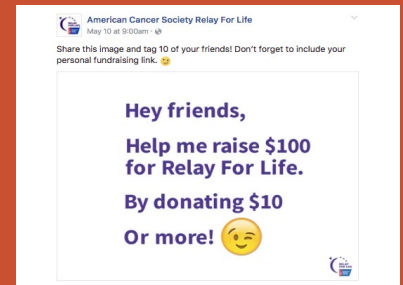 American Cancer Society Relay For Life
May 10 at 9:00am ·
Share this image and tag 10 of your friends! Don't forget to include your
personal fundraising link. 😉
Hey friends,
Help me raise $100
for Relay For Life.
By donating $10
Or more! 😉